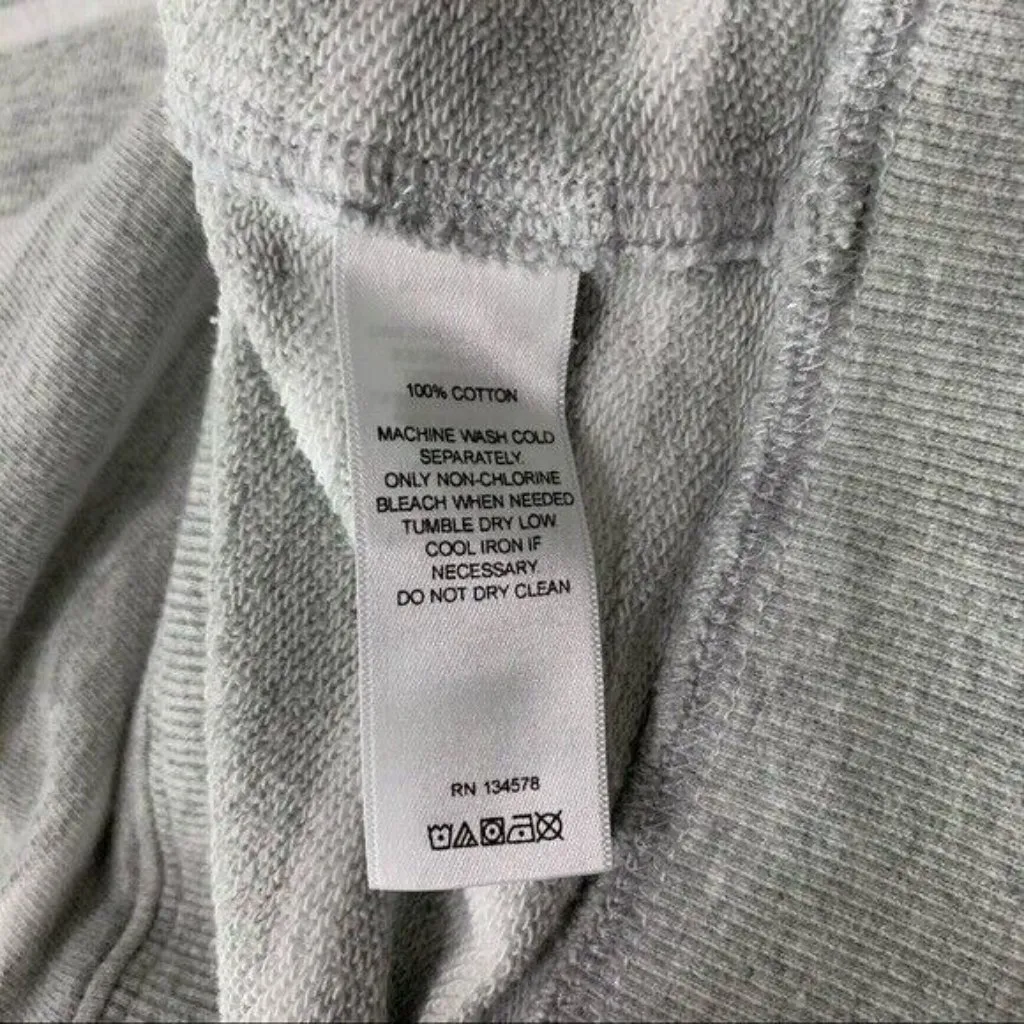 100% COTTON
MACHINE WASH COLD
SEPARATELY.
ONLY NON-CHLORINE
BLEACH WHEN NEEDED
TUMBLE DRY LOW
COOL IRON IF
NECESSARY
DO NOT DRY CLEAN
RN 134578